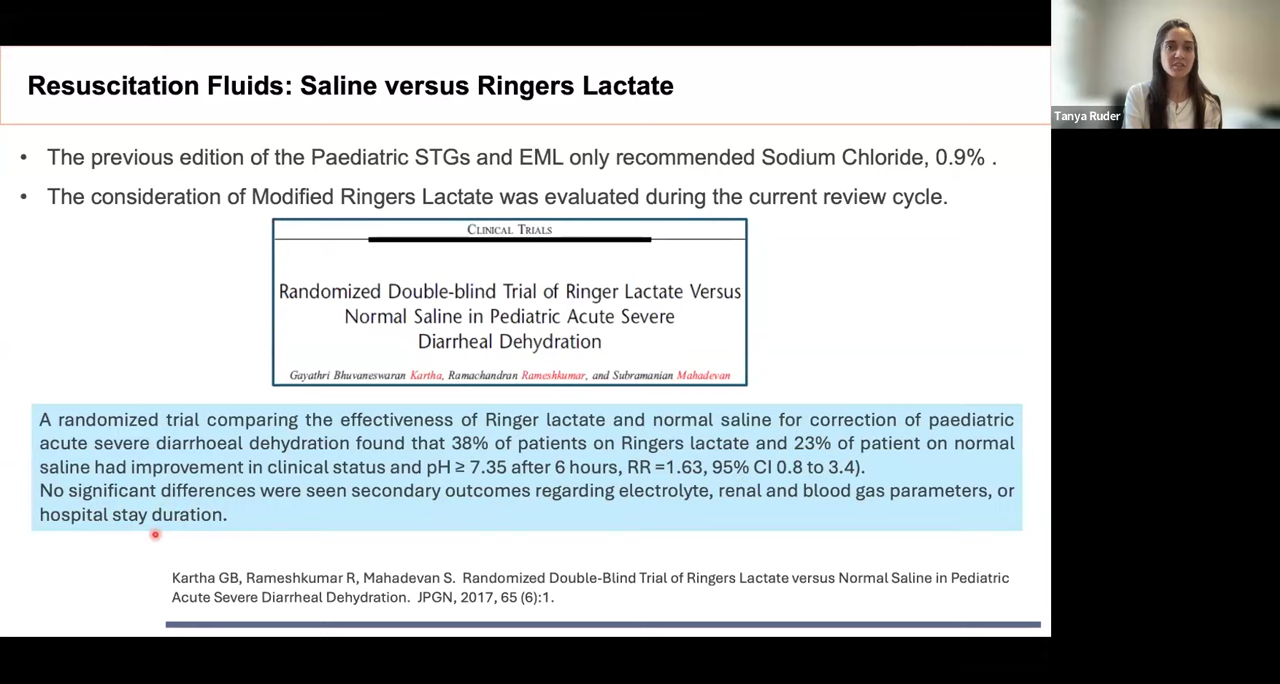 Resuscitation Fluids: Saline versus Ringers Lactate
Tanya Ruder
• The previous edition of the Paediatric STGs and EML only recommended Sodium Chloride, 0.9% .
• The consideration of Modified Ringers Lactate was evaluated during the current review cycle.
Clinical Trials
Randomized Double-blind Trial of Ringer Lactate Versus
Normal Saline in Pediatric Acute Severe
Diarrheal Dehydration
Gayathri Bhuvaneswaran Kartha, Ramachandran Rameshkumar, and Subramanian Mahadevan
A randomized trial comparing the effectiveness of Ringer lactate and normal saline for correction of paediatric
acute severe diarrhoeal dehydration found that 38% of patients on Ringers lactate and 23% of patient on normal
saline had improvement in clinical status and pH ≥ 7.35 after 6 hours, RR =1.63, 95% CI 0.8 to 3.4).
No significant differences were seen secondary outcomes regarding electrolyte, renal and blood gas parameters, or
hospital stay duration.
Kartha GB, Rameshkumar R, Mahadevan S. Randomized Double-Blind Trial of Ringers Lactate versus Normal Saline in Pediatric
Acute Severe Diarrheal Dehydration. JPGN, 2017, 65 (6):1.